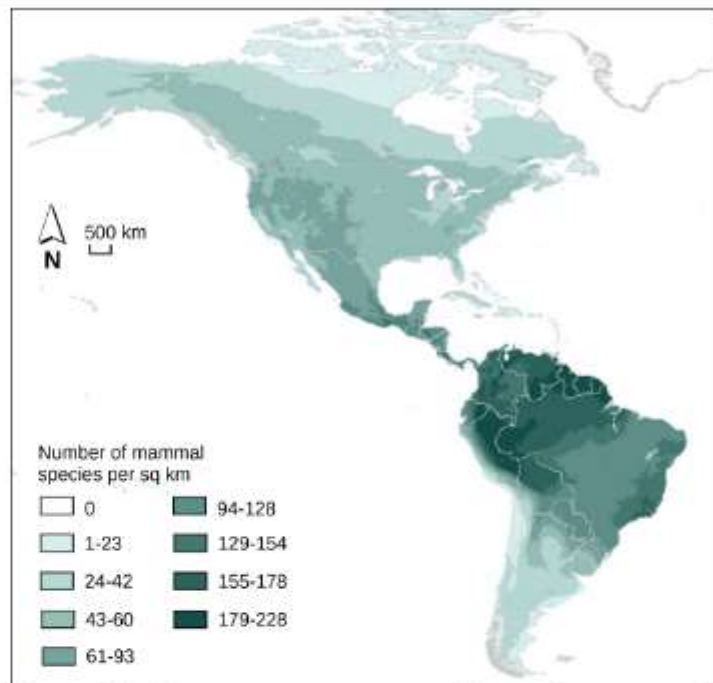 500 km
N
Number of mammal
species per sq km
0
1-23
24-42
43-60
61-93
94-128
129-154
155-178
179-228